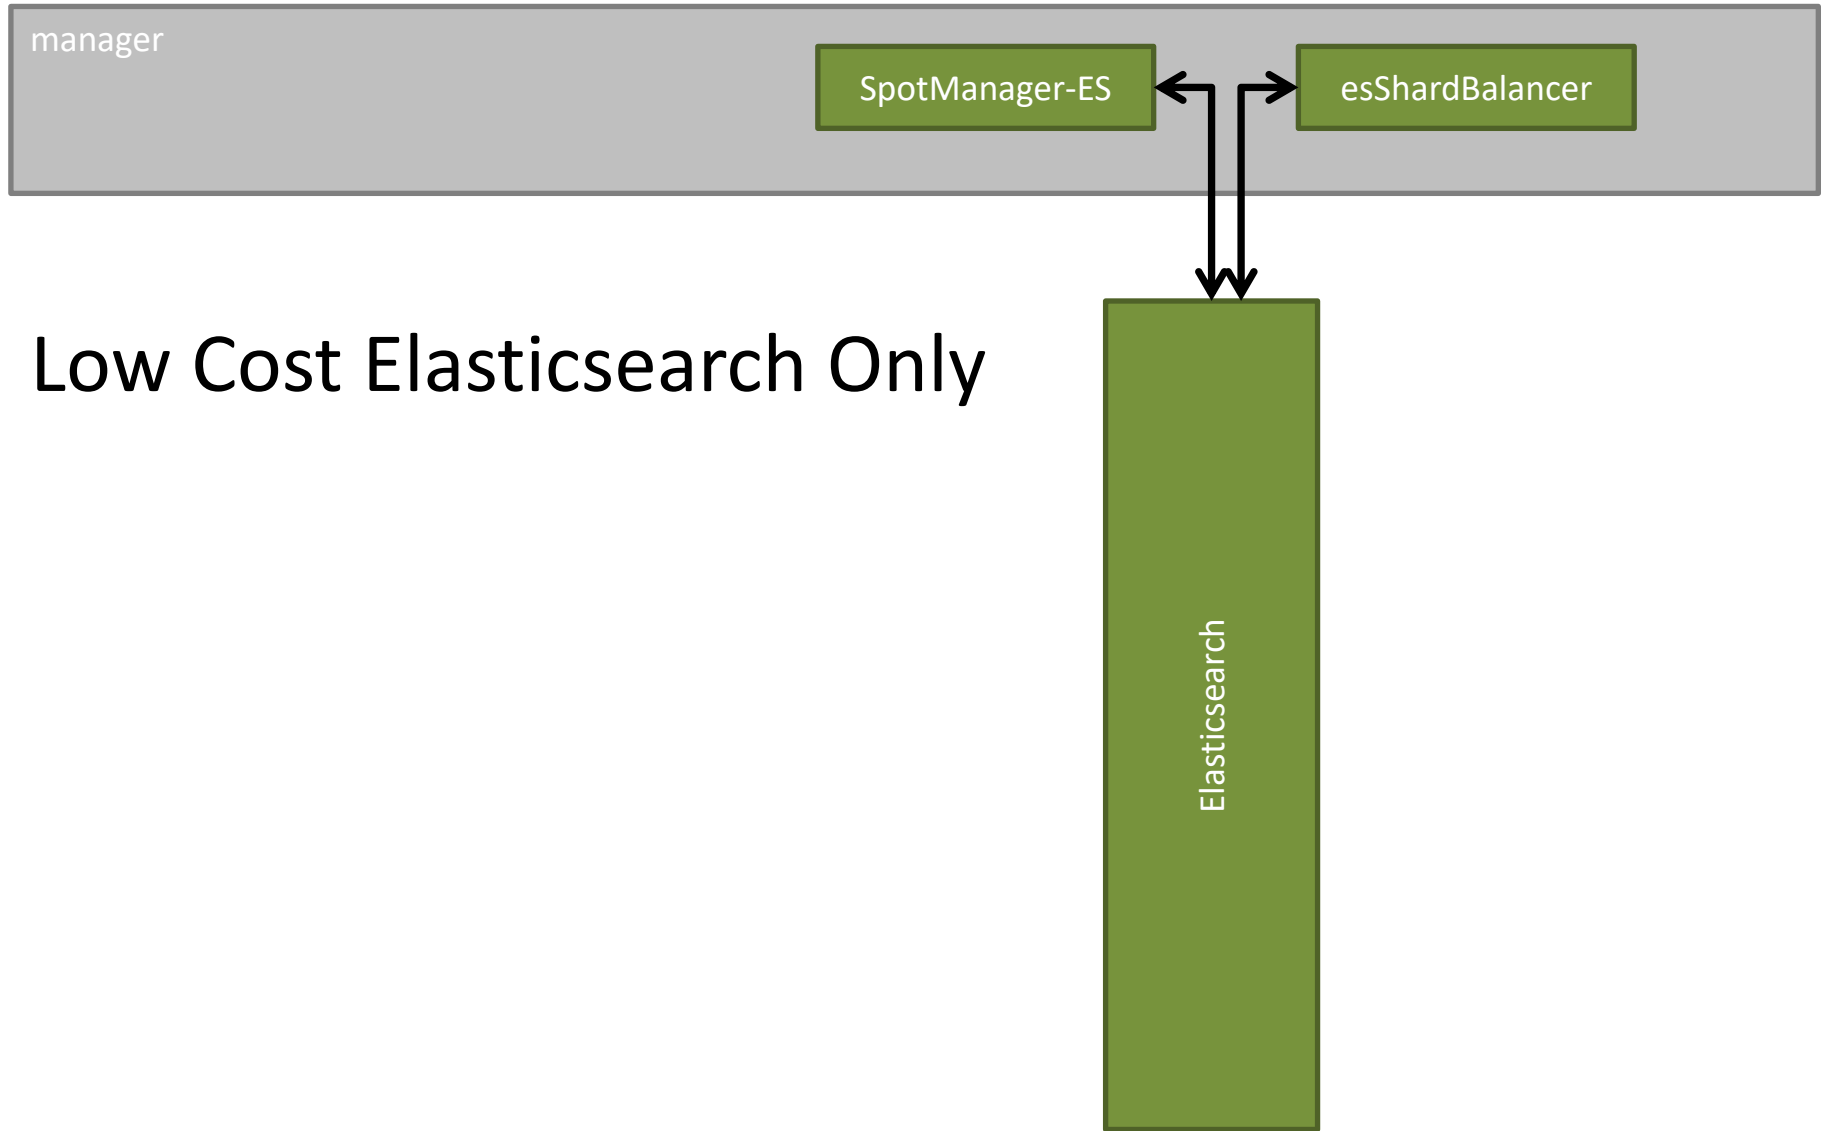 manager
SpotManager-ES
esShardBalancer
Low Cost Elasticsearch Only
Elasticsearch